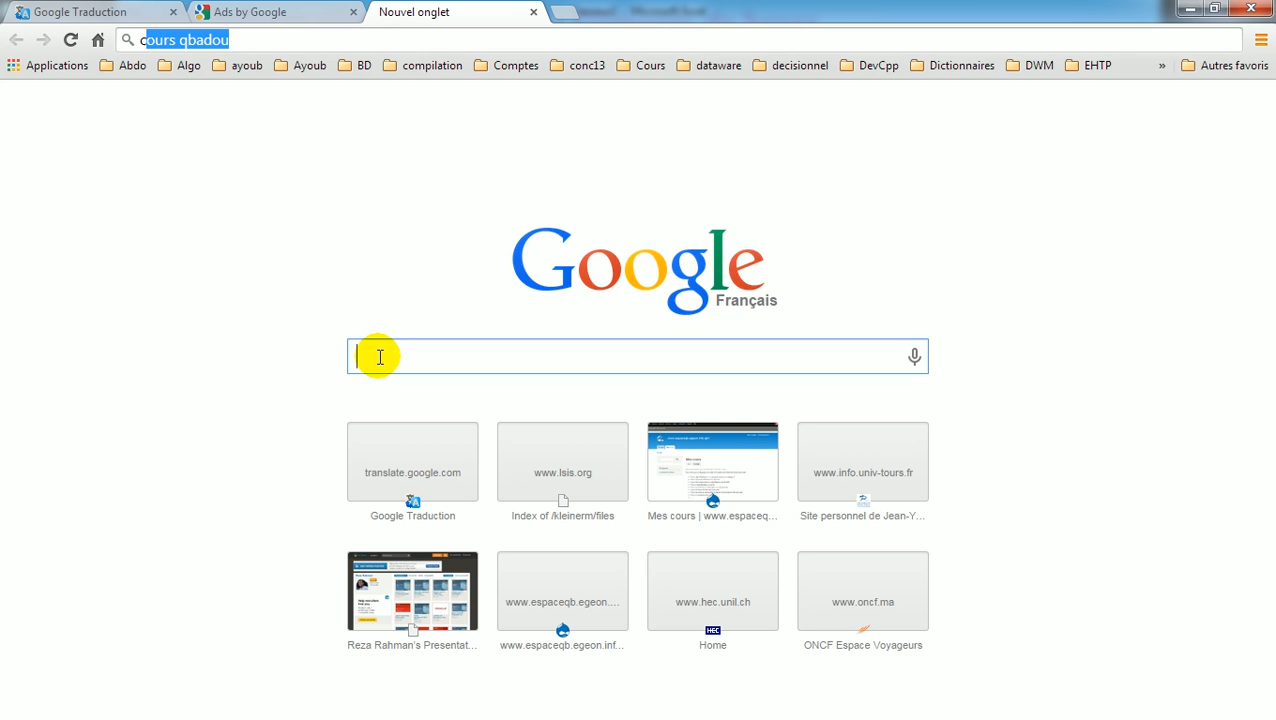 Google Traduction Ads by Google Nouvel onglet
cours qbadou
Applications Abdo Algo ayoub Ayoub BD compilation Comptes conc13 Cours dataware decisionnel DevCpp Dictionnaires DWM EHTP » Autres favoris
Google
Français
translate.google.com www.lsis.org www.info.univ-tours.fr
Google Traduction Index of /kleinerm/files Mes cours | www.espaceq... Site personnel de Jean-Y...
www.espaceqb.egeon.... www.hec.unil.ch www.oncf.ma
HEC
Reza Rahman's Presentat... www.espaceqb.egeon.inf... Home ONCF Espace Voyageurs